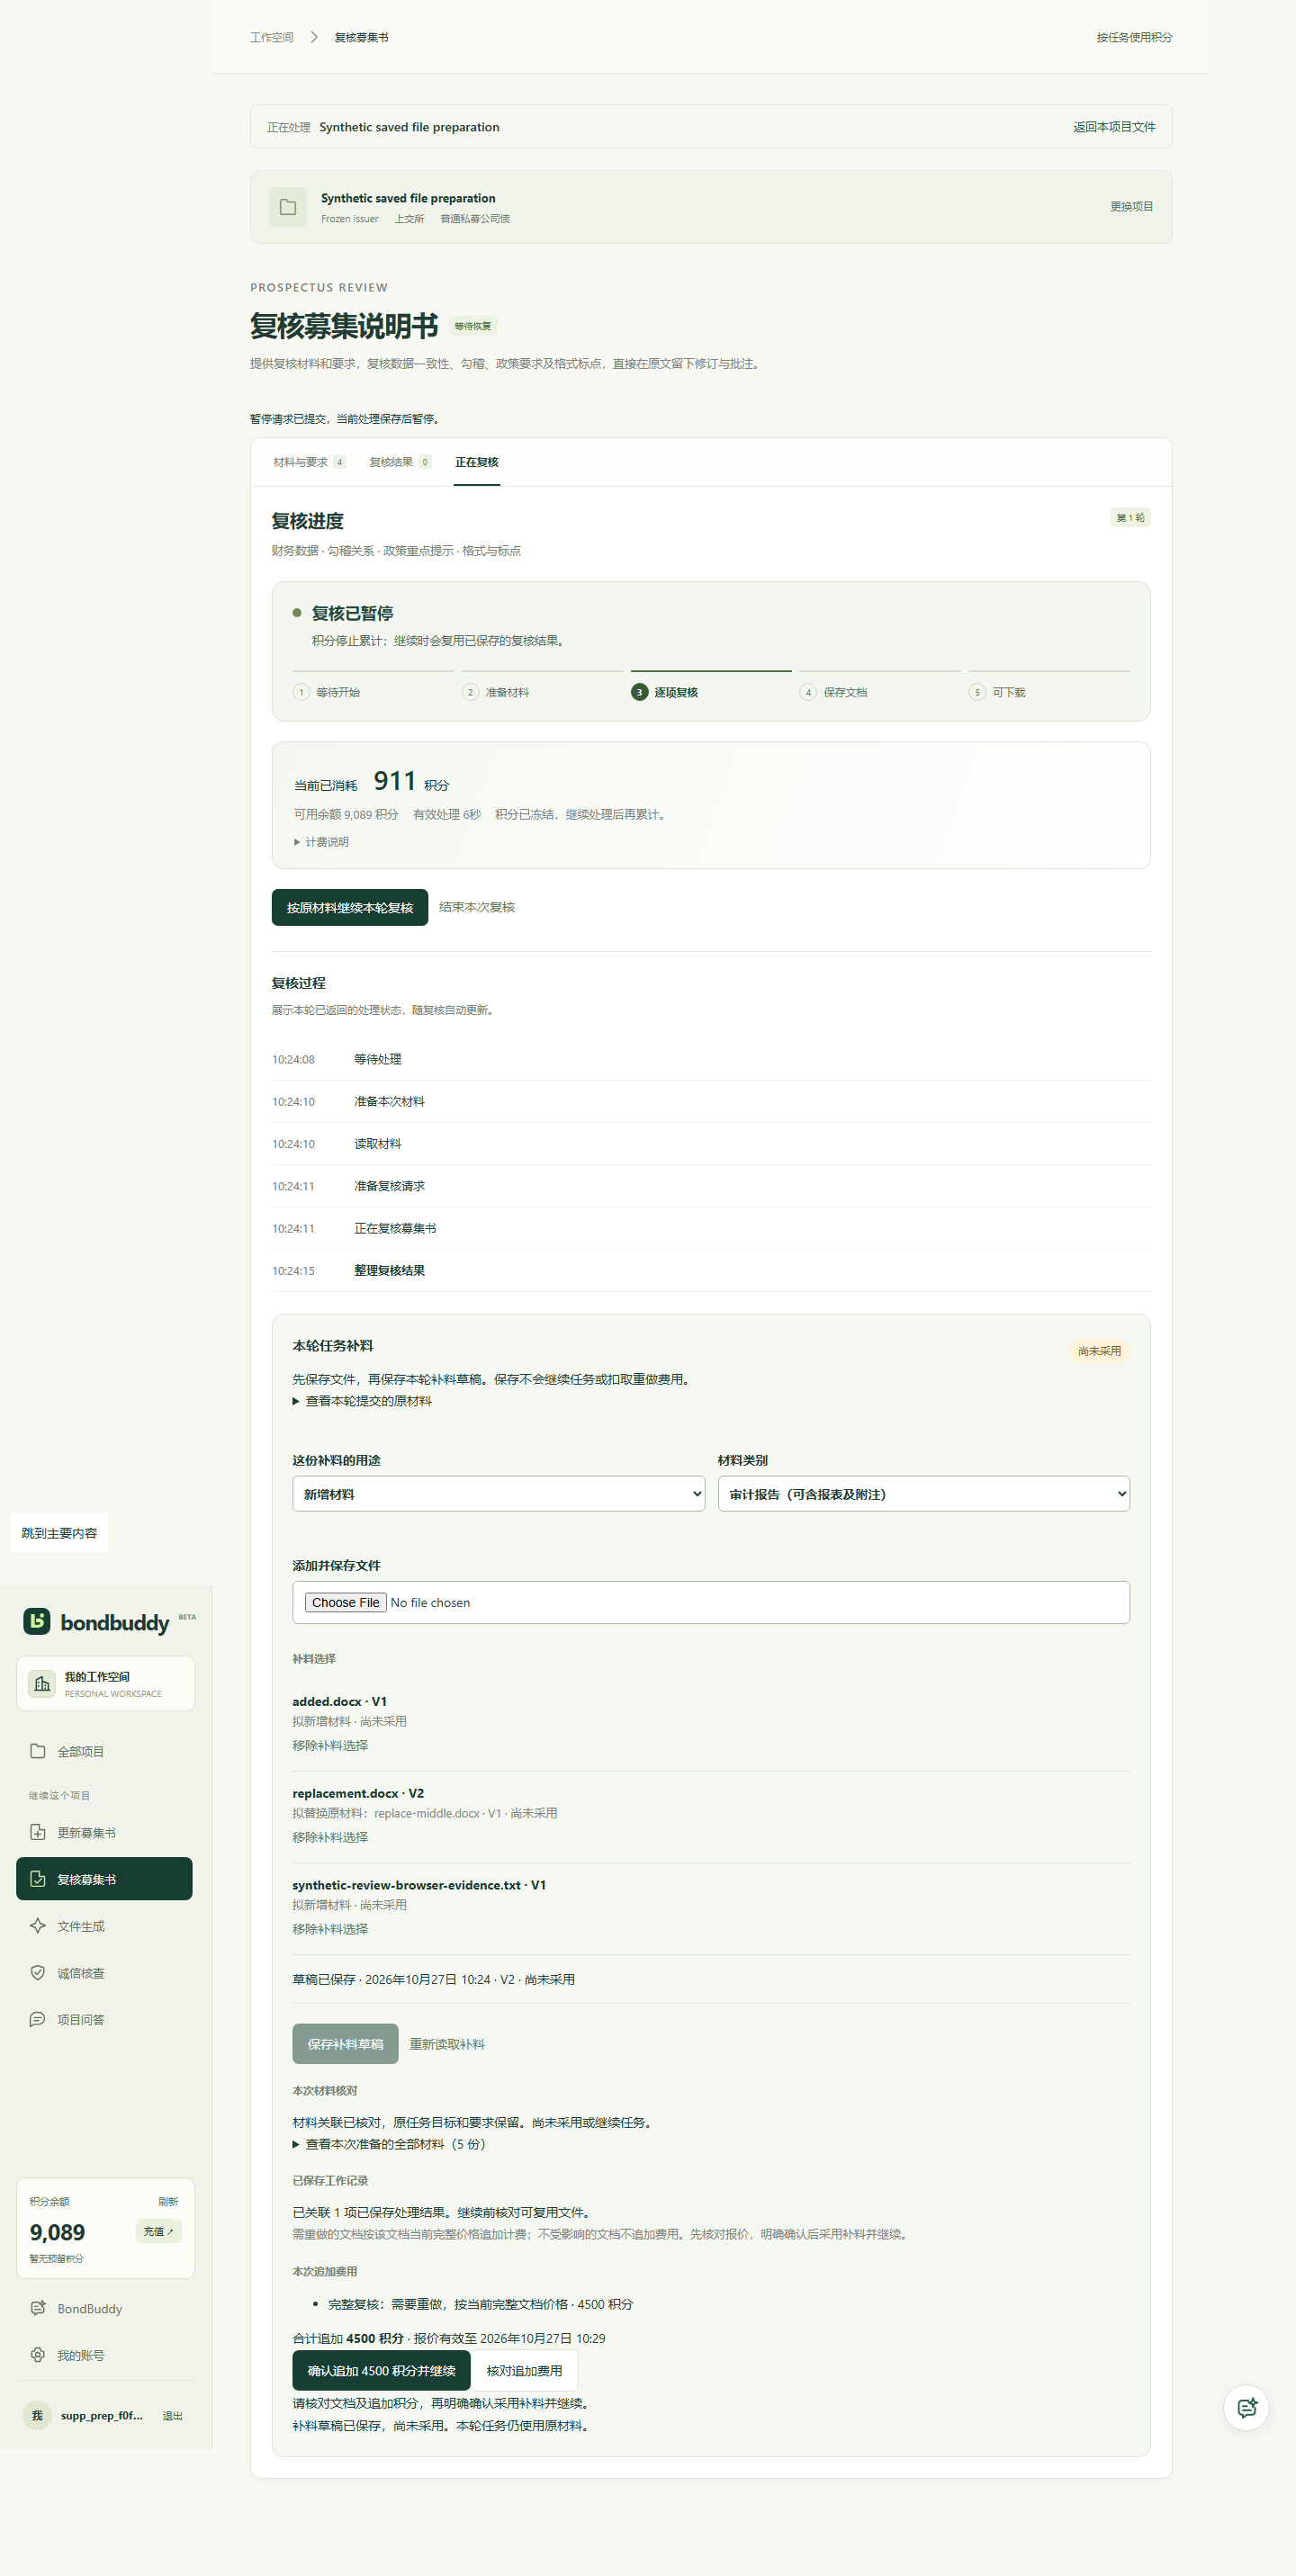 工作空间 > 复核募集书
按任务使用积分
正在处理 Synthetic saved file preparation
返回本项目文件
Synthetic saved file preparation
Frozen issuer 上交所 普通私募公司债
更换项目
PROSPECTUS REVIEW
复核募集说明书 等待恢复
提供复核材料和要求，复核数据一致性、勾稽、政策要求及格式标点，直接在原文留下修订与批注。
暂停请求已提交，当前处理保存后暂停。
材料与要求 4 复核结果 0 正在复核
复核进度
第 1 轮
财务数据 · 勾稽关系 · 政策重点提示 · 格式与标点
复核已暂停
积分停止累计；继续时会复用已保存的复核结果。
1 等待开始 2 准备材料 3 逐项复核 4 保存文档 5 可下载
当前已消耗 911 积分
可用余额 9,089 积分 有效处理 6秒 积分已冻结，继续处理后再累计。
计费说明
按原材料继续本轮复核 结束本次复核
复核过程
展示本轮已返回的处理状态，随复核自动更新。
10:24:08 等待处理
10:24:10 准备本次材料
10:24:10 读取材料
10:24:11 准备复核请求
10:24:11 正在复核募集书
10:24:15 整理复核结果
本轮任务补料
尚未采用
先保存文件，再保存本轮补料草稿。保存不会继续任务或扣取重做费用。
查看本轮提交的原材料
这份补料的用途 材料类别
新增材料 审计报告（可含报表及附注）
添加并保存文件
Choose File No file chosen
补料选择
added.docx · V1
拟新增材料 · 尚未采用
移除补料选择
replacement.docx · V2
拟替换原材料：replace-middle.docx · V1 · 尚未采用
移除补料选择
synthetic-review-browser-evidence.txt · V1
拟新增材料 · 尚未采用
移除补料选择
草稿已保存 · 2026年10月27日 10:24 · V2 · 尚未采用
保存补料草稿 重新读取补料
本次材料核对
材料关联已核对，原任务目标和要求保留。尚未采用或继续任务。
查看本次准备的全部材料（5 份）
已保存工作记录
已关联 1 项已保存处理结果。继续前核对可复用文件。
需重做的文档按该文档当前完整价格追加计费；不受影响的文档不追加费用。先核对报价，明确确认后采用补料并继续。
本次追加费用
• 完整复核：需要重做，按当前完整文档价格 · 4500 积分
合计追加 4500 积分 · 报价有效至 2026年10月27日 10:29
确认追加 4500 积分并继续 核对追加费用
请核对文档及追加积分，再明确确认采用补料并继续。
补料草稿已保存，尚未采用。本轮任务仍使用原材料。
跳到主要内容
bondbuddy BETA
我的工作空间
PERSONAL WORKSPACE
全部项目
继续这个项目
更新募集书
复核募集书
文件生成
诚信核查
项目问答
积分余额 刷新
9,089 充值 ↗
暂无预留积分
BondBuddy
我的账号
我 supp_prep_f0f... 退出